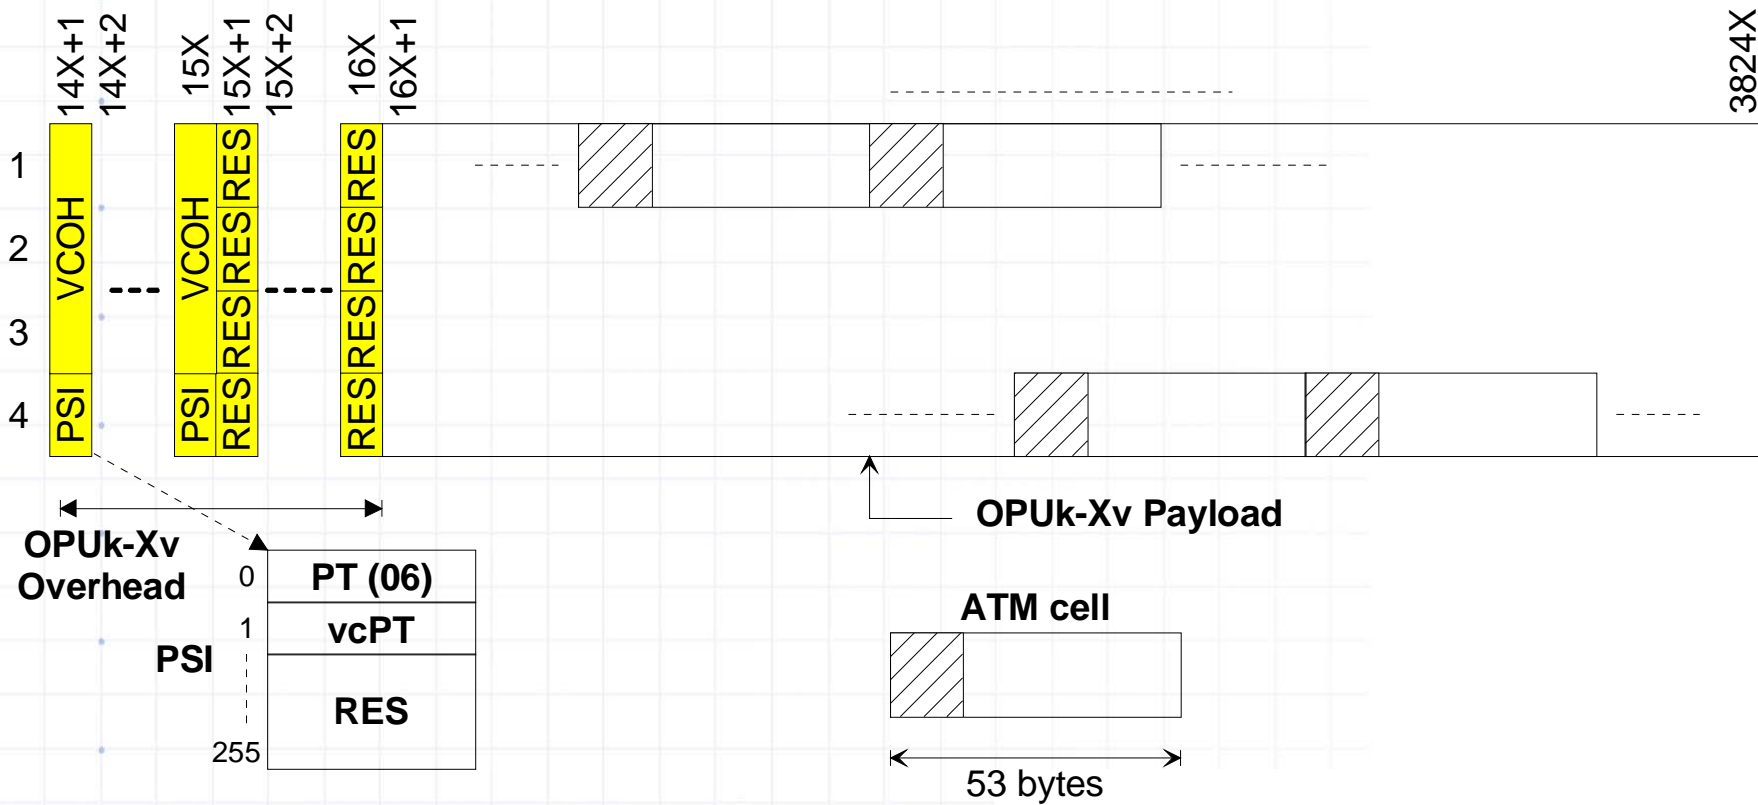 14X+1
14X+2
15X
15X+1
15X+2
16X
16X+1
3824X
1
2
3
4
VCOH
VCOH
RES
RES
RES
RES
RES
RES
RES
RES
PSI
PSI
OPUk-Xv
Overhead
OPUk-Xv Payload
PSI
0
PT (06)
1
vcPT
RES
255
ATM cell
53 bytes